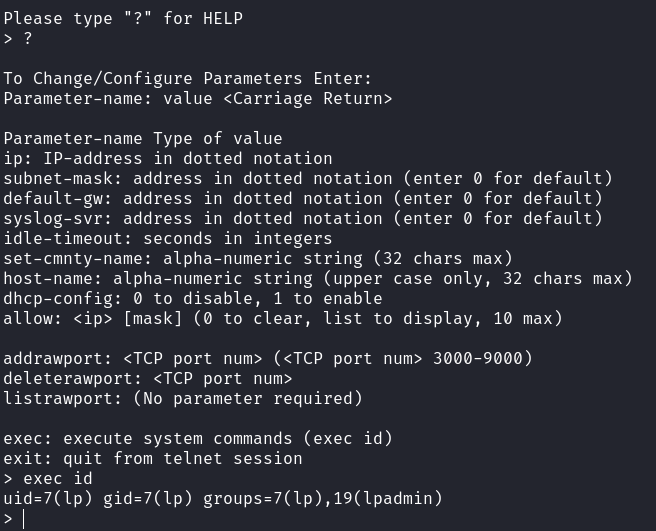 Please type "?" for HELP
> ?
To Change/Configure Parameters Enter:
Parameter-name: value <Carriage Return>
Parameter-name Type of value
ip: IP-address in dotted notation
subnet-mask: address in dotted notation (enter 0 for default)
default-gw: address in dotted notation (enter 0 for default)
syslog-svr: address in dotted notation (enter 0 for default)
idle-timeout: seconds in integers
set-cmnty-name: alpha-numeric string (32 chars max)
host-name: alpha-numeric string (upper case only, 32 chars max)
dhcp-config: 0 to disable, 1 to enable
allow: <ip> [mask] (0 to clear, list to display, 10 max)
addrawport: <TCP port num> (<TCP port num> 3000-9000)
deleterawport: <TCP port num>
listrawport: (No parameter required)
exec: execute system commands (exec id)
exit: quit from telnet session
> exec id
uid=7(lp) gid=7(lp) groups=7(lp),19(lpadmin)
>